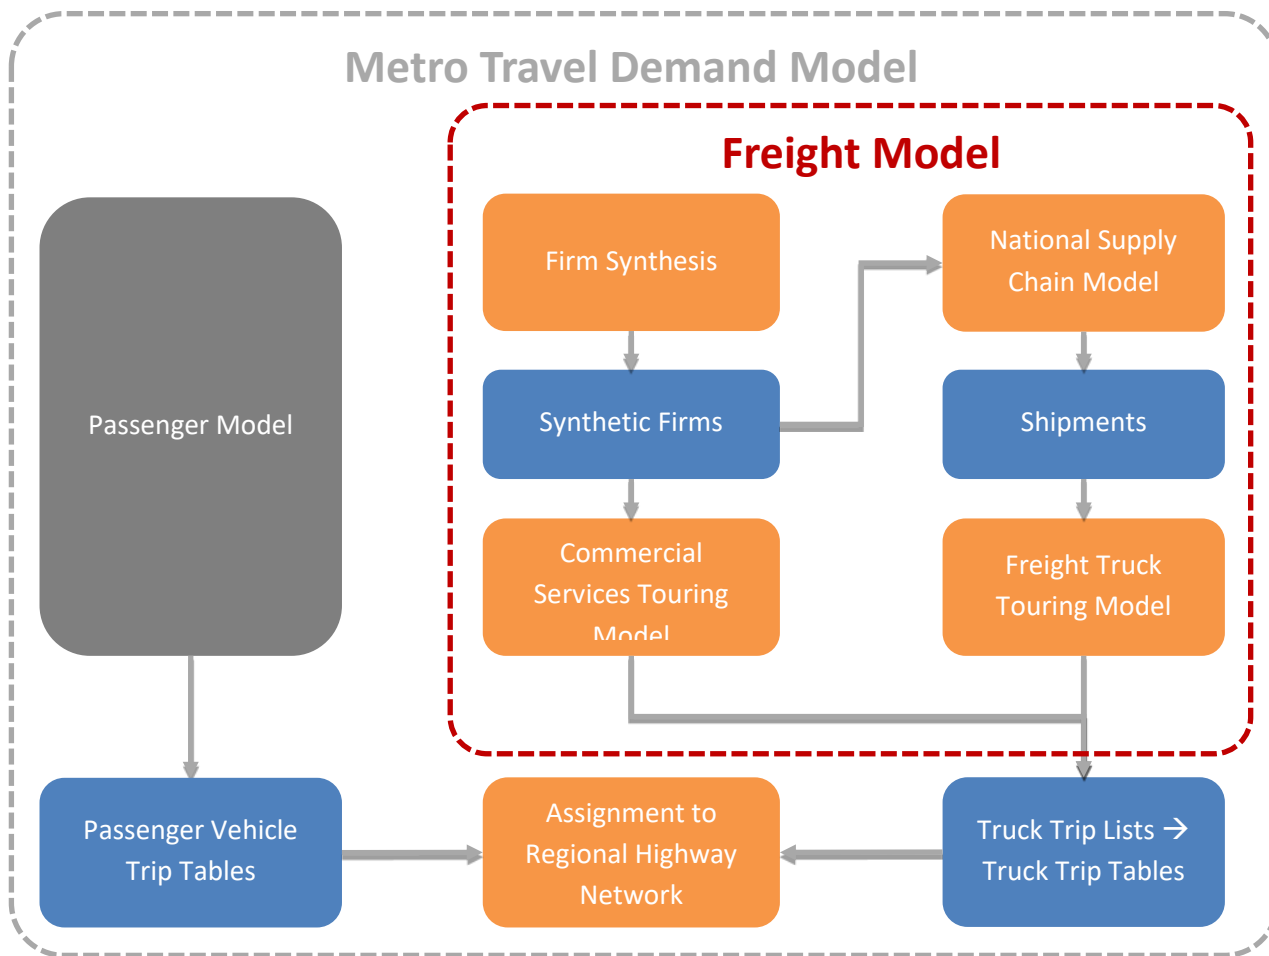 Metro Travel Demand Model
Freight Model
Firm Synthesis
National Supply
Chain Model
Passenger Model
Synthetic Firms
Shipments
Commercial
Services Touring
Model
Freight Truck
Touring Model
Passenger Vehicle
Trip Tables
Assignment to
Regional Highway
Network
Truck Trip Lists →
Truck Trip Tables